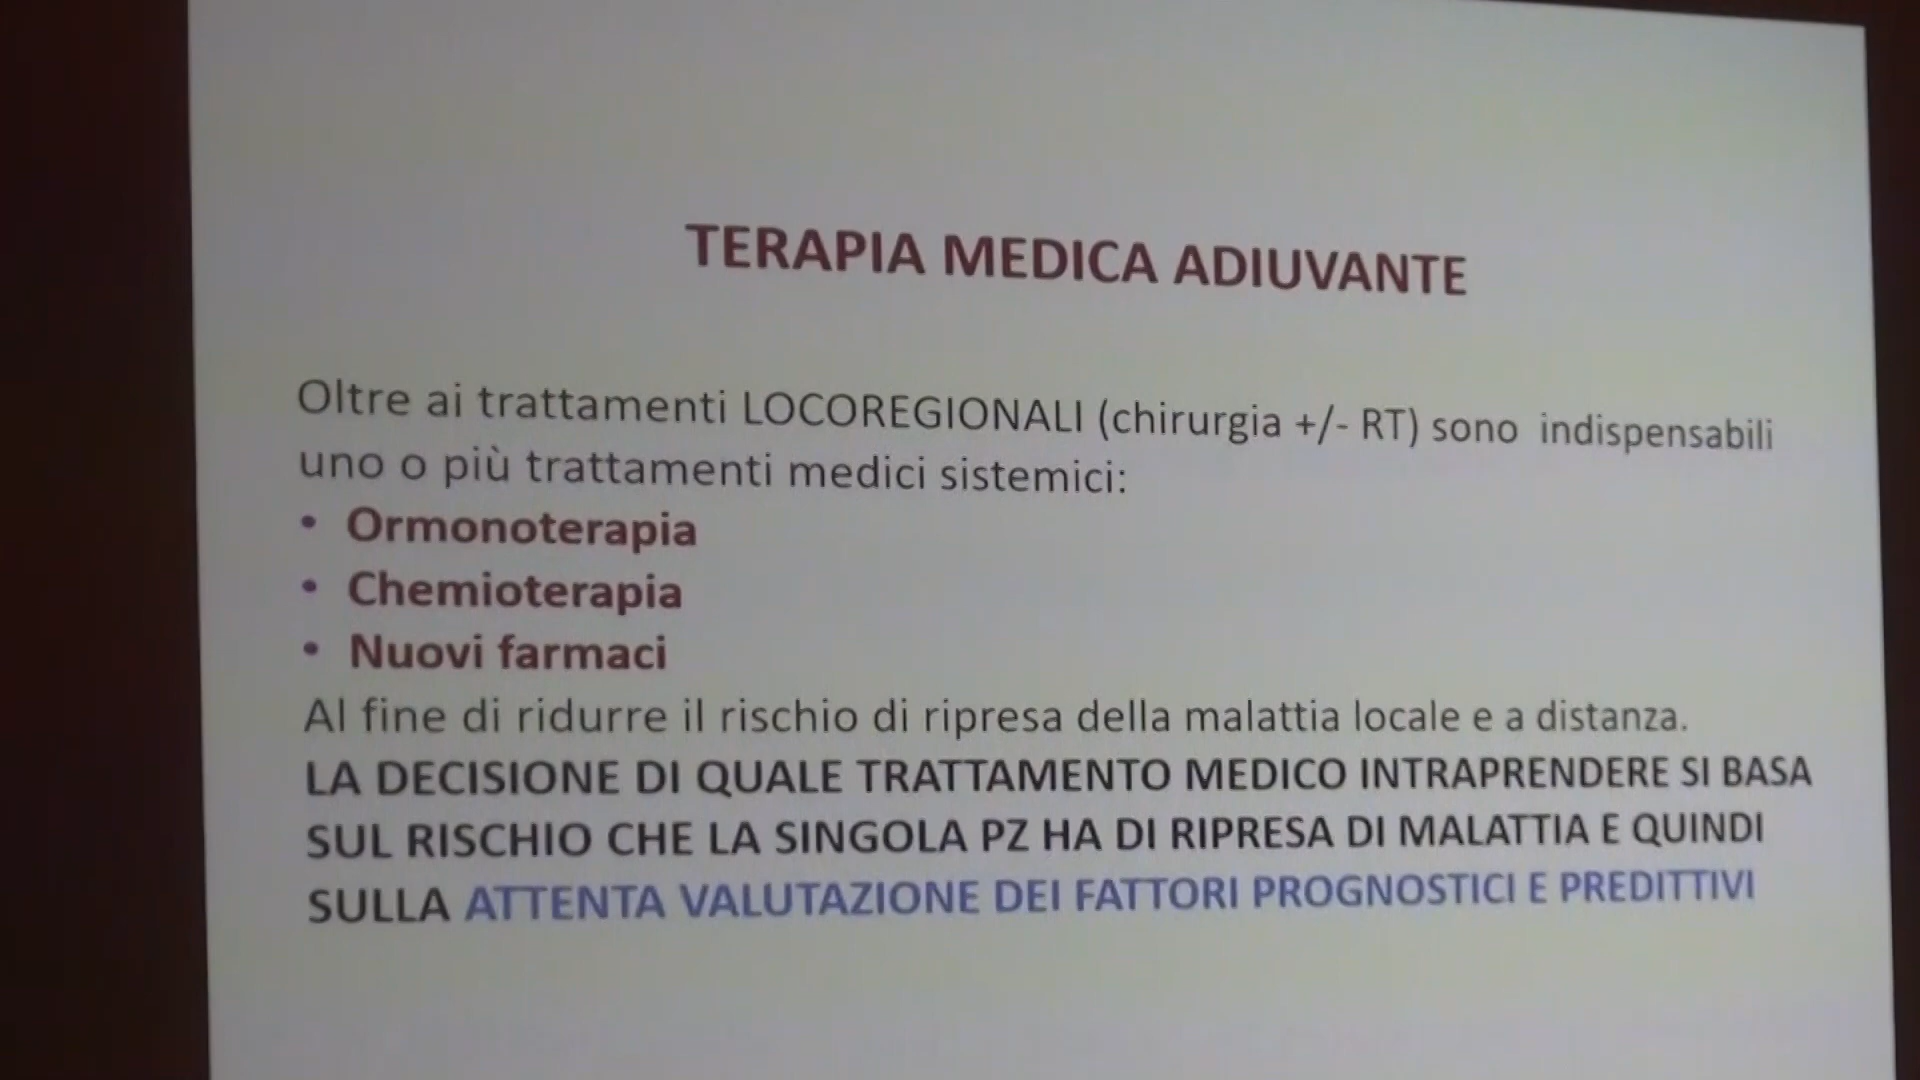 TERAPIA MEDICA ADIUVANTE
Oltre ai trattamenti LOCOREGIONALI (chirurgia +/- RT) sono indispensabili
uno o più trattamenti medici sistemici:
• Ormonoterapia
• Chemioterapia
• Nuovi farmaci
Al fine di ridurre il rischio di ripresa della malattia locale e a distanza.
LA DECISIONE DI QUALE TRATTAMENTO MEDICO INTRAPRENDERE SI BASA
SUL RISCHIO CHE LA SINGOLA PZ HA DI RIPRESA DI MALATTIA E QUINDI
SULLA ATTENTA VALUTAZIONE DEI FATTORI PROGNOSTICI E PREDITTIVI